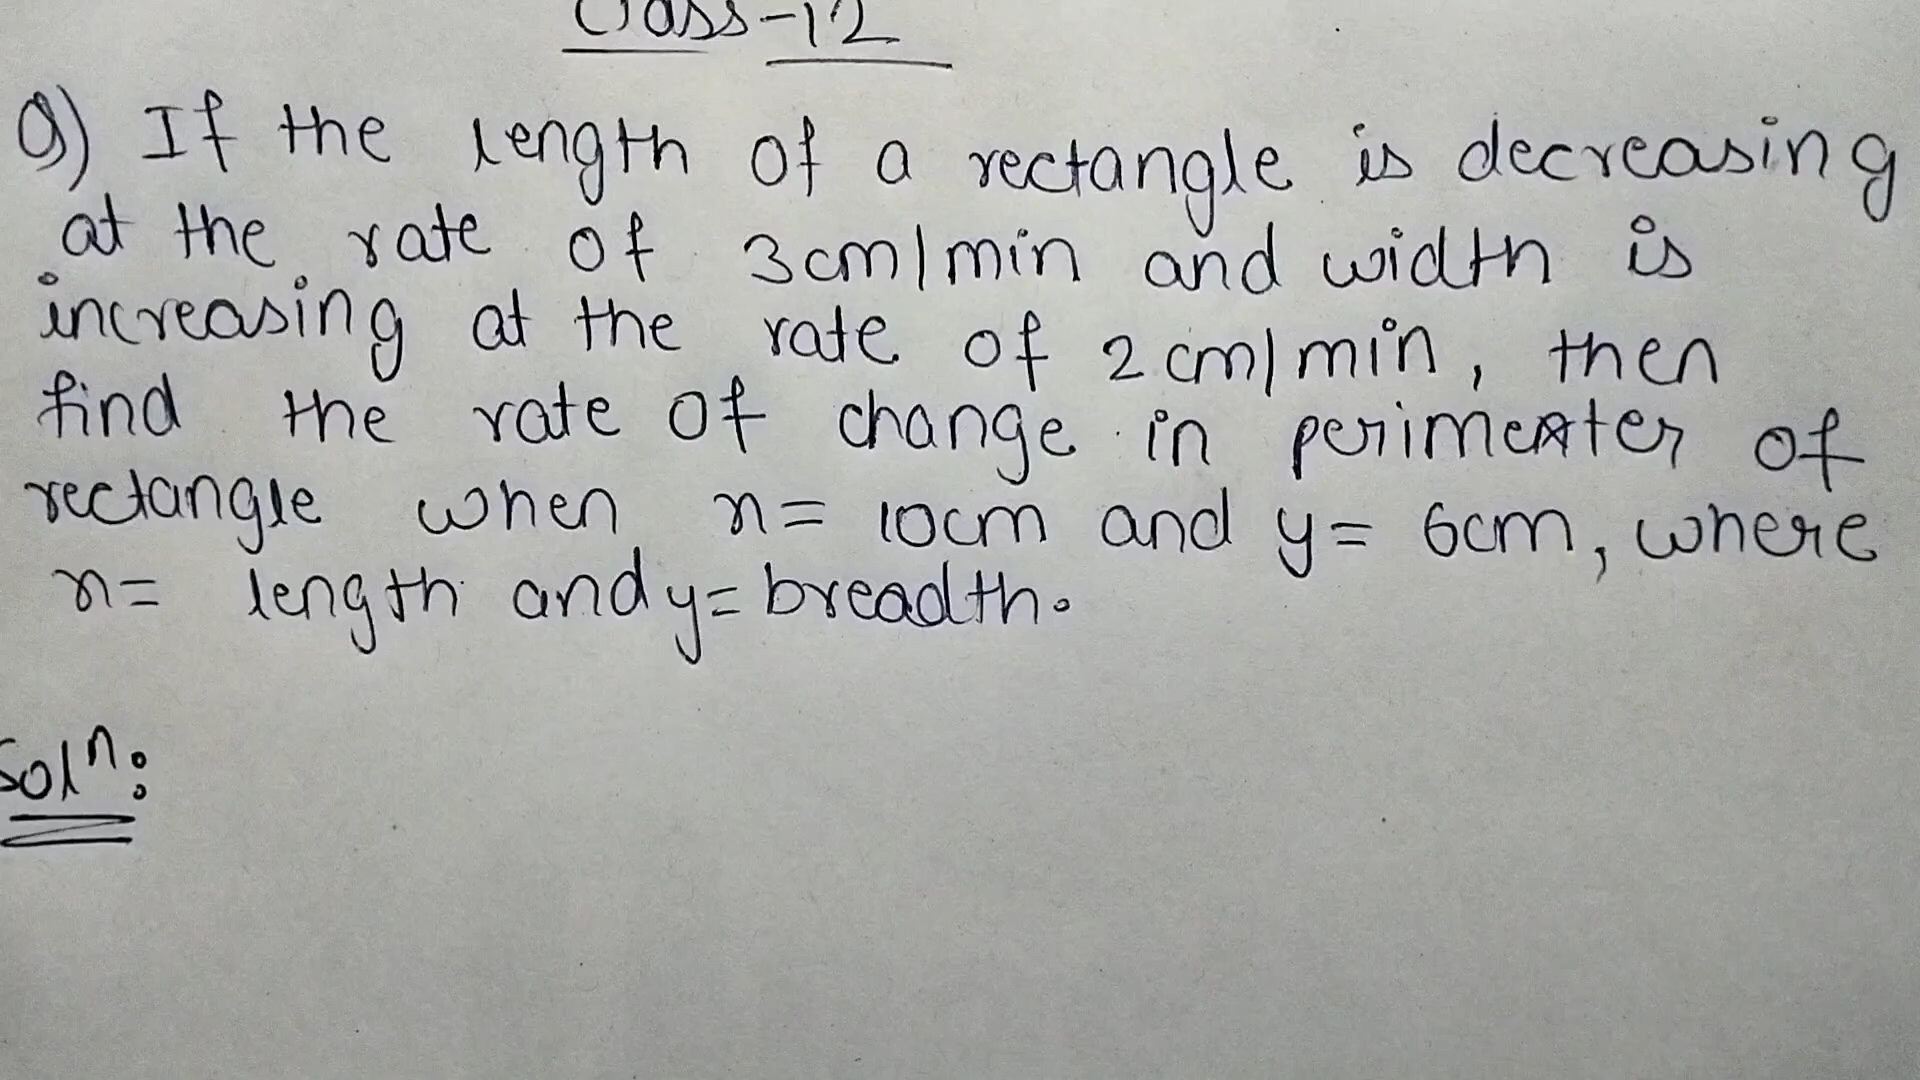 Class-12
Q) If the length of a rectangle is decreasing
at the rate of 3cm/min and width is
increasing at the rate of 2cm/min, then
find the rate of change in perimeter of
rectangle when x= 10cm and y= 6cm, where
x= length and y= breadth.
Solⁿ: